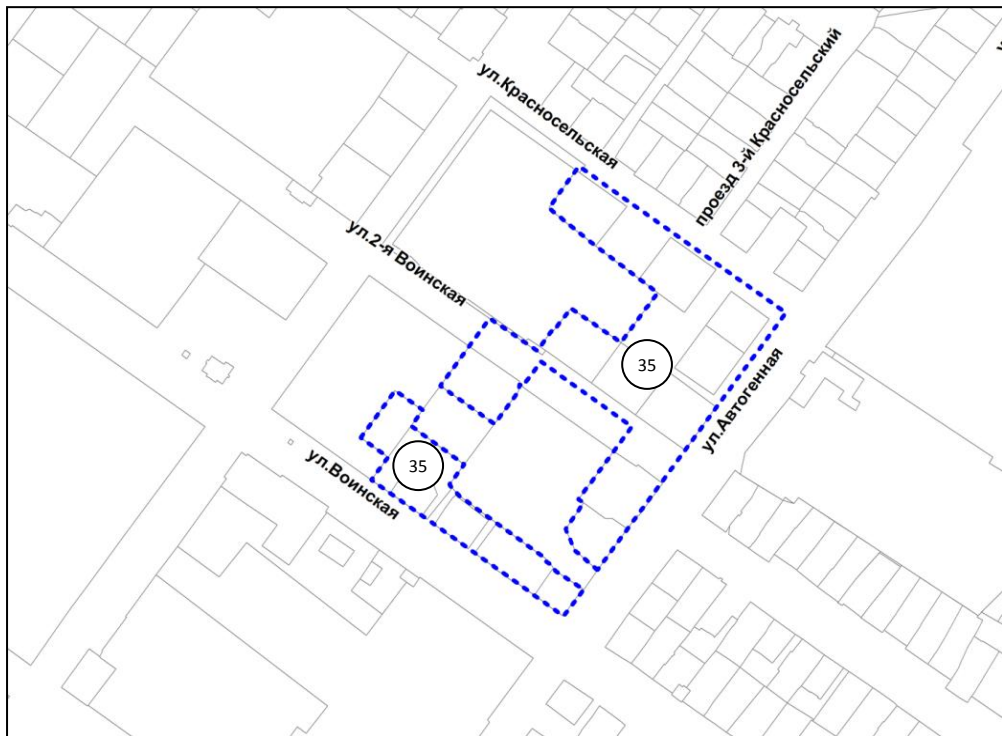 ул.Красносельская
проезд 3-й Красносельский
ул.2-я Воинская
35
ул.Автогенная
35
ул.Воинская